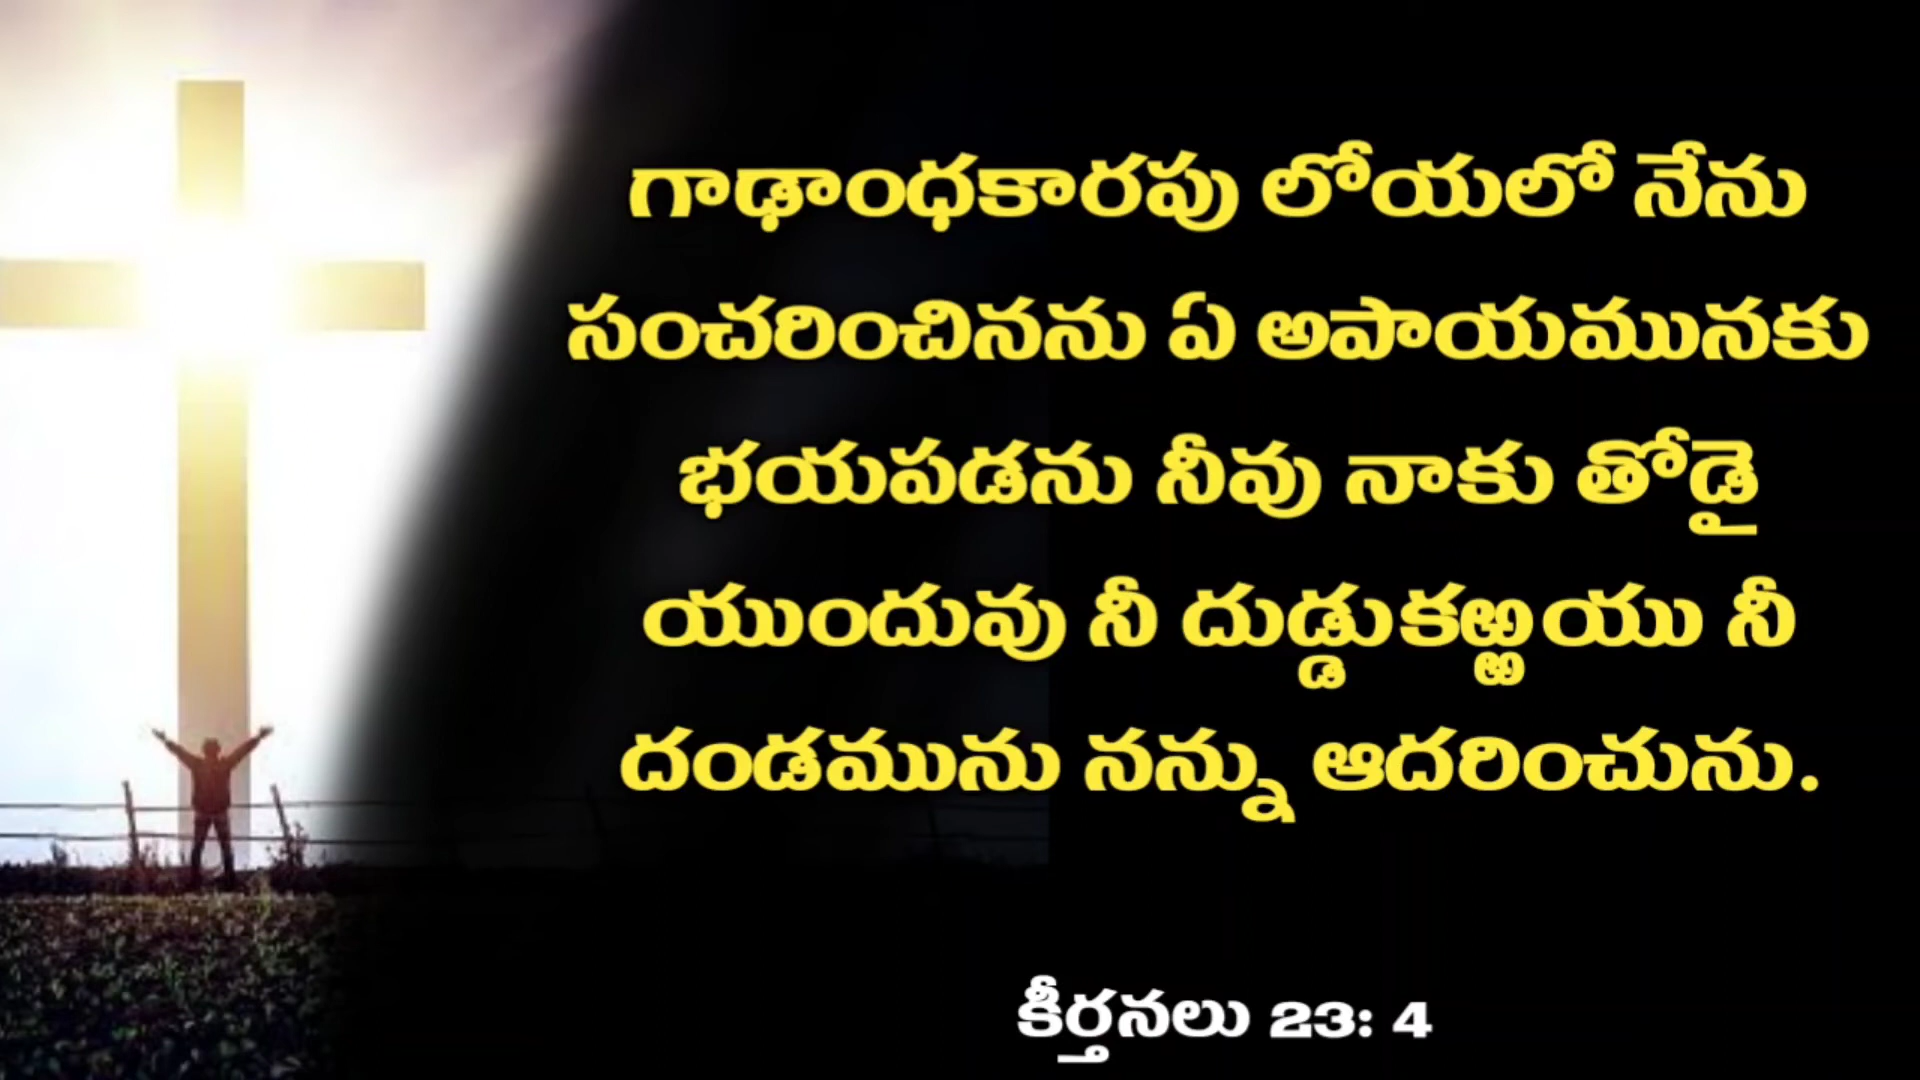 గాఢాంధకారపు లోయలో నేను
సంచరించినను ఏ అపాయమునకు
భయపడను నీవు నాకు తోడై
యుందువు నీ దుడ్డుకఱ్ఱయు నీ
దండమును నన్ను ఆదరించును.
కీర్తనలు 23: 4